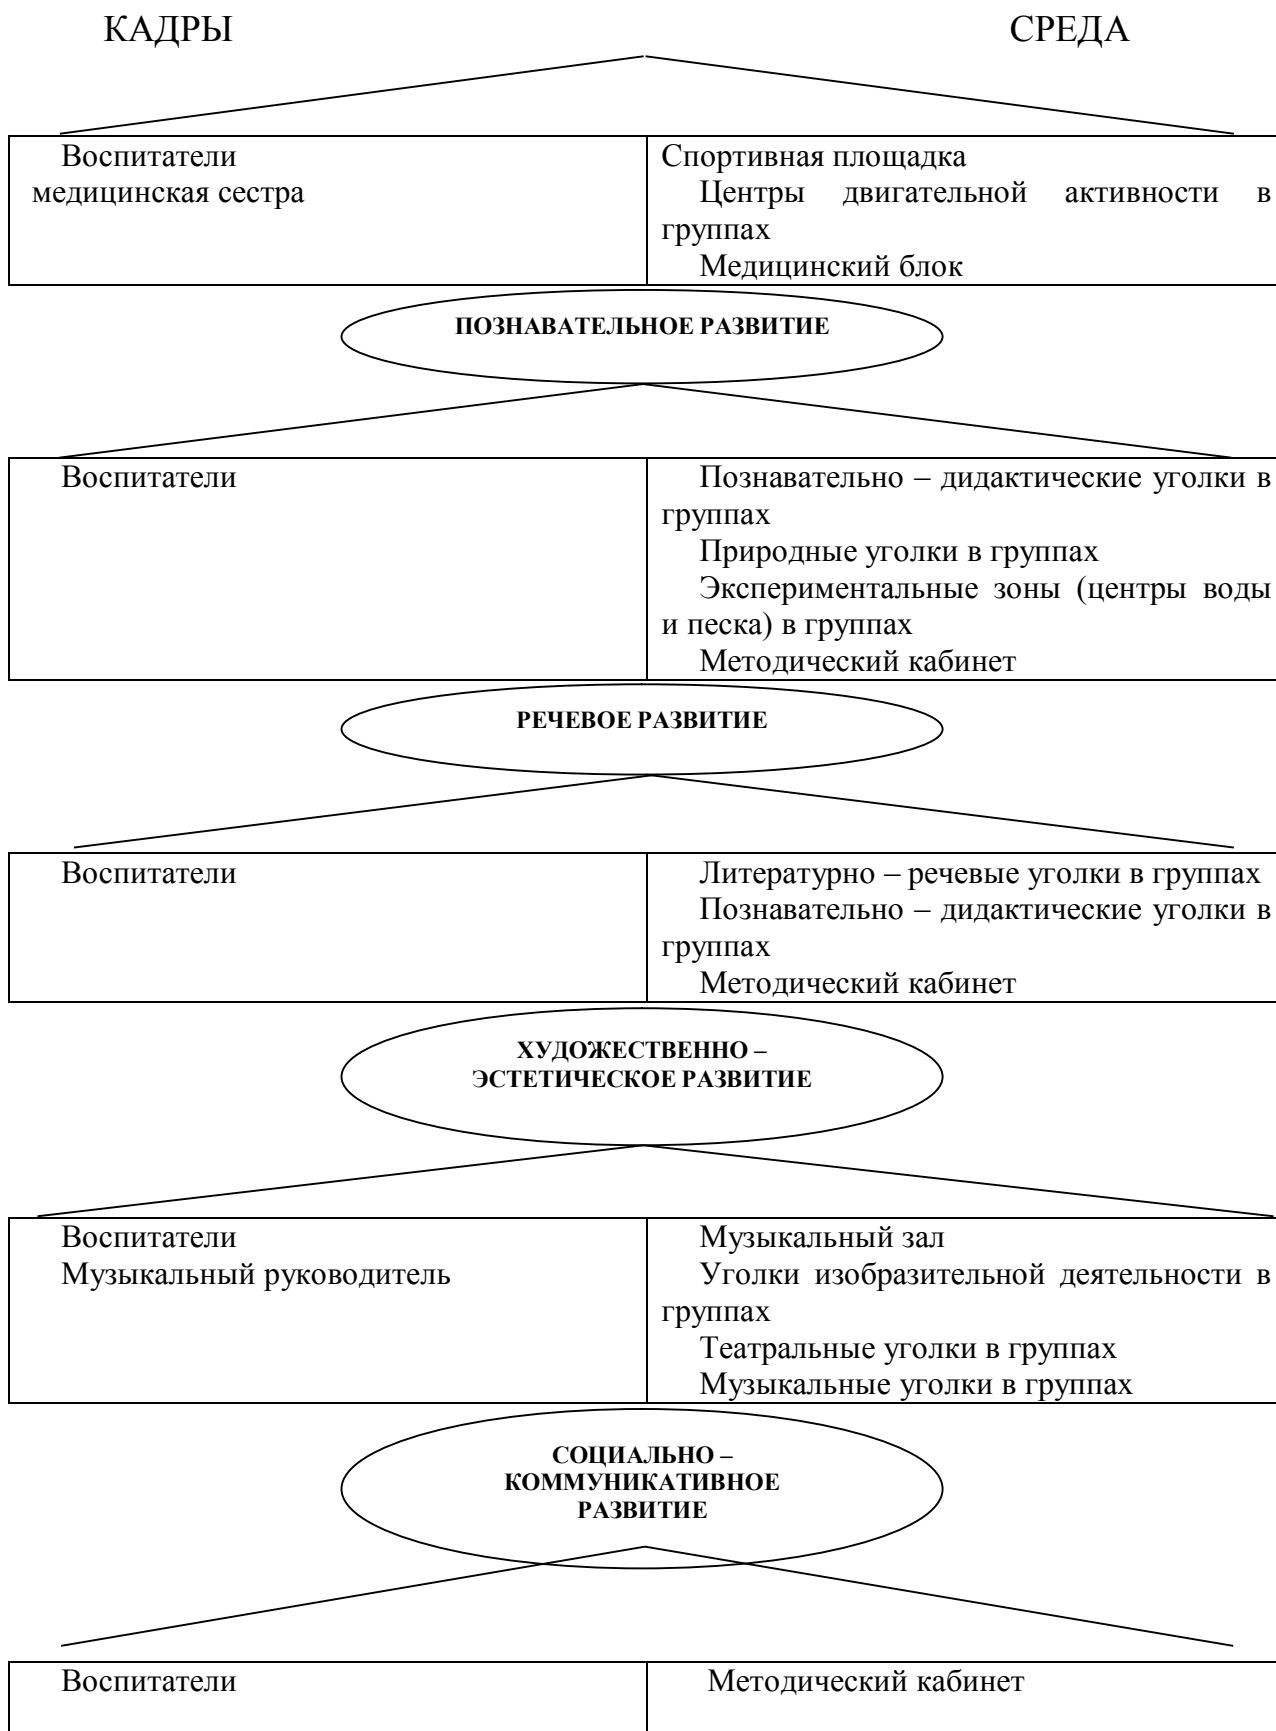 КАДРЫ СРЕДА
Воспитатели
медицинская сестра
Спортивная площадка
Центры двигательной активности в
группах
Медицинский блок
ПОЗНАВАТЕЛЬНОЕ РАЗВИТИЕ
Воспитатели
Познавательно – дидактические уголки в
группах
Природные уголки в группах
Экспериментальные зоны (центры воды
и песка) в группах
Методический кабинет
РЕЧЕВОЕ РАЗВИТИЕ
Воспитатели
Литературно – речевые уголки в группах
Познавательно – дидактические уголки в
группах
Методический кабинет
ХУДОЖЕСТВЕННО –
ЭСТЕТИЧЕСКОЕ РАЗВИТИЕ
Воспитатели
Музыкальный руководитель
Музыкальный зал
Уголки изобразительной деятельности в
группах
Театральные уголки в группах
Музыкальные уголки в группах
СОЦИАЛЬНО –
КОММУНИКАТИВНОЕ
РАЗВИТИЕ
Воспитатели
Методический кабинет